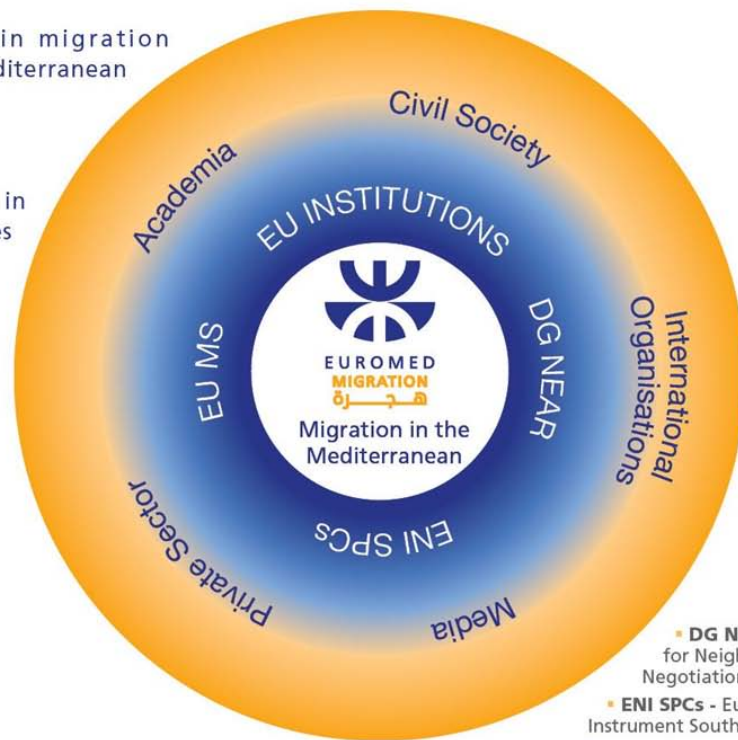 in migration
diterranean
in
es
Civil Society
Academia
EU INSTITUTIONS
EU MS
DG NEAR
International
Organisations
EUROMED
MIGRATION
هجرة
Migration in the
Mediterranean
ENI SPCs
Private Sector
Media
▪ DG N
for Neigh
Negotiation
▪ ENI SPCs - Eu
Instrument South